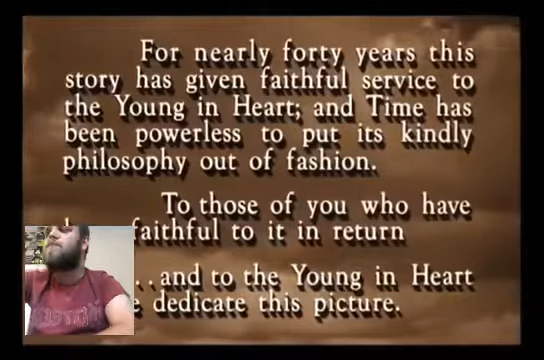 For nearly forty years this
story has given faithful service to
the Young in Heart; and Time has
been powerless to put its kindly
philosophy out of fashion.
To those of you who have
faithful to it in return
. . and to the Young in Heart
dedicate this picture.